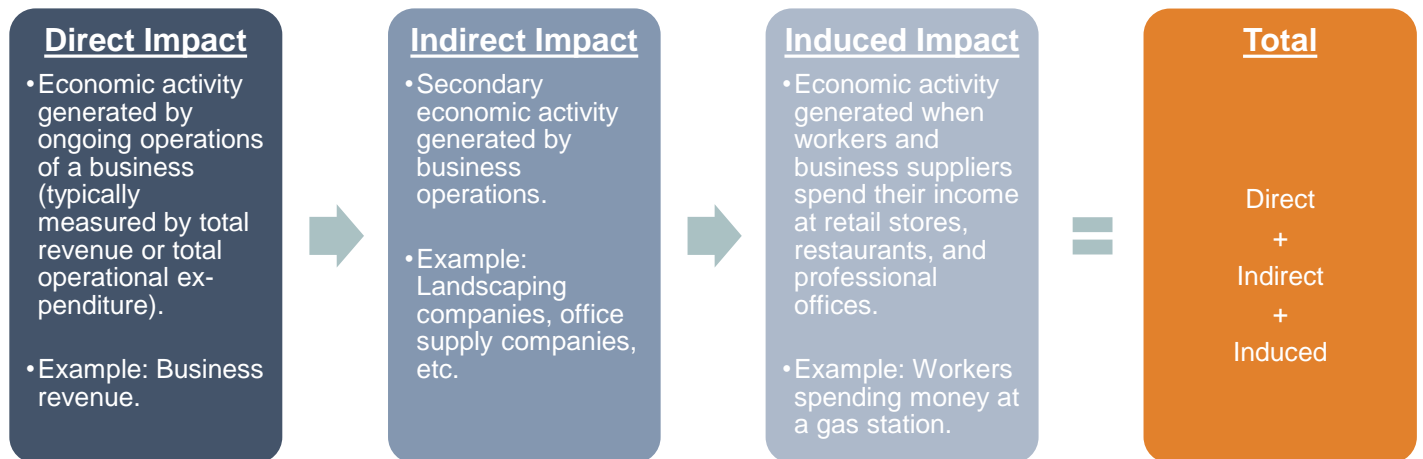 Direct Impact
•Economic activity
generated by
ongoing operations
of a business
(typically
measured by total
revenue or total
operational ex-
penditure).
•Example: Business
revenue.
Indirect Impact
•Secondary
economic activity
generated by
business
operations.
•Example:
Landscaping
companies, office
supply companies,
etc.
Induced Impact
•Economic activity
generated when
workers and
business suppliers
spend their income
at retail stores,
restaurants, and
professional
offices.
•Example: Workers
spending money at
a gas station.
Total
Direct
+
Indirect
+
Induced